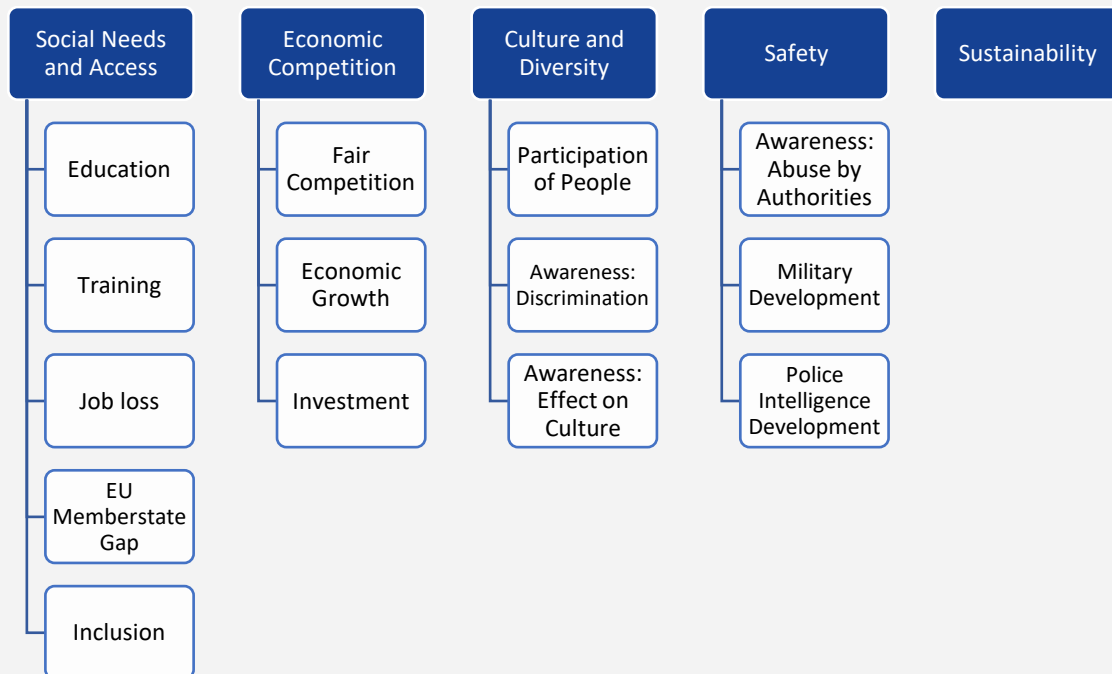 Social Needs
and Access
Education
Training
Job loss
EU
Memberstate
Gap
Inclusion
Economic
Competition
Fair
Competition
Economic
Growth
Investment
Culture and
Diversity
Participation
of People
Awareness:
Discrimination
Awareness:
Effect on
Culture
Safety
Awareness:
Abuse by
Authorities
Military
Development
Police
Intelligence
Development
Sustainability